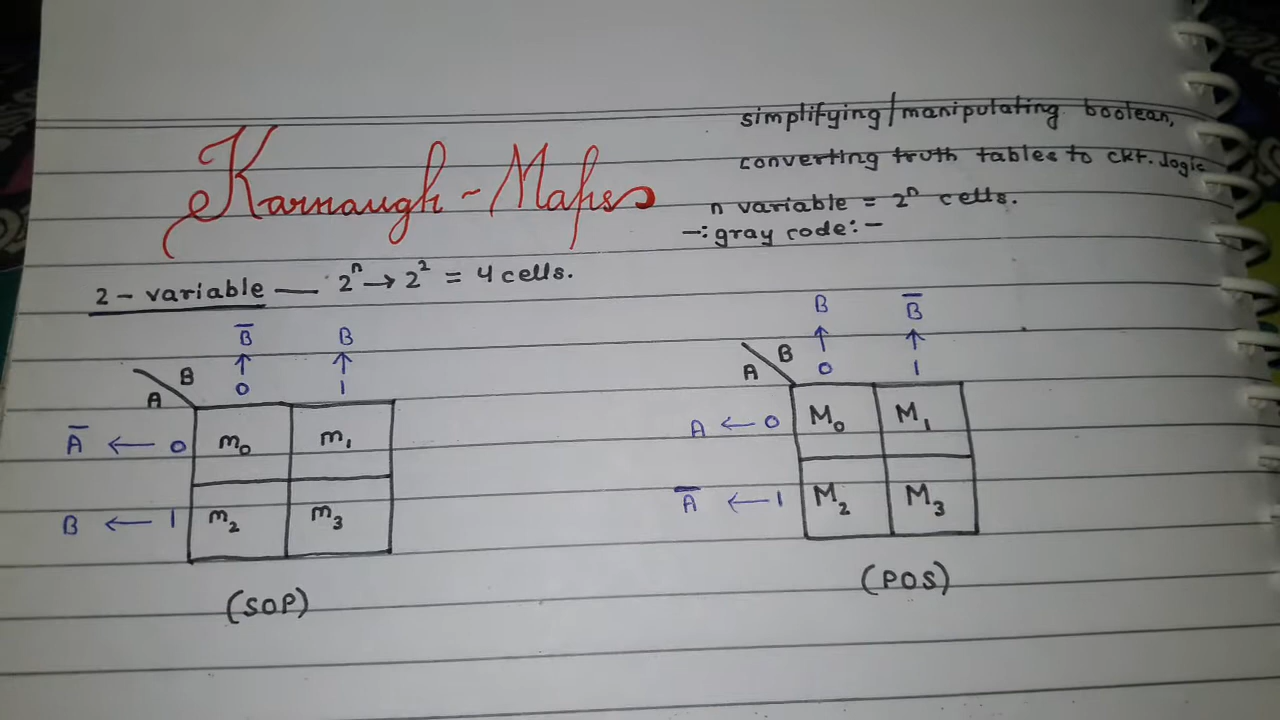 simplifying/manipulating boolean,
converting truth tables to ckt. logic
Karnaugh-Maps
n variable = 2ⁿ cells.
-:gray code:-
2-variable — 2ⁿ → 2² = 4 cells.
B̅ B
↑ ↑
A B 0 1
A̅ ← 0 m₀ m₁
B ← 1 m₂ m₃
(SOP)
B B̅
↑ ↑
A B 0 1
A ← 0 M₀ M₁
A̅ ← 1 M₂ M₃
(POS)